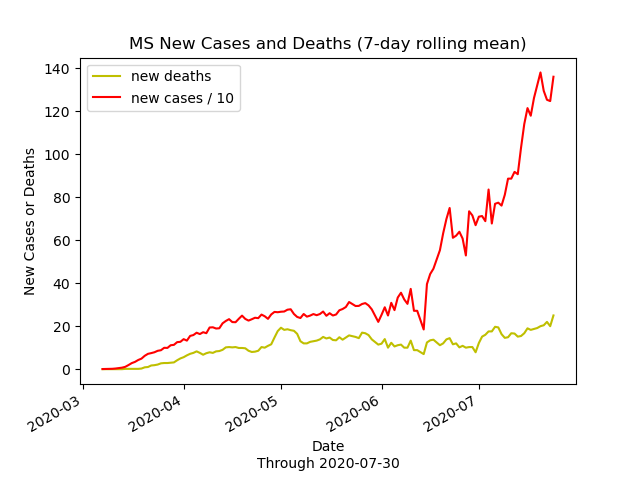 MS New Cases and Deaths (7-day rolling mean)
new deaths
new cases / 10
140
120
100
80
60
40
20
0
New Cases or Deaths
2020-03
2020-04
2020-05
2020-06
2020-07
Date
Through 2020-07-30